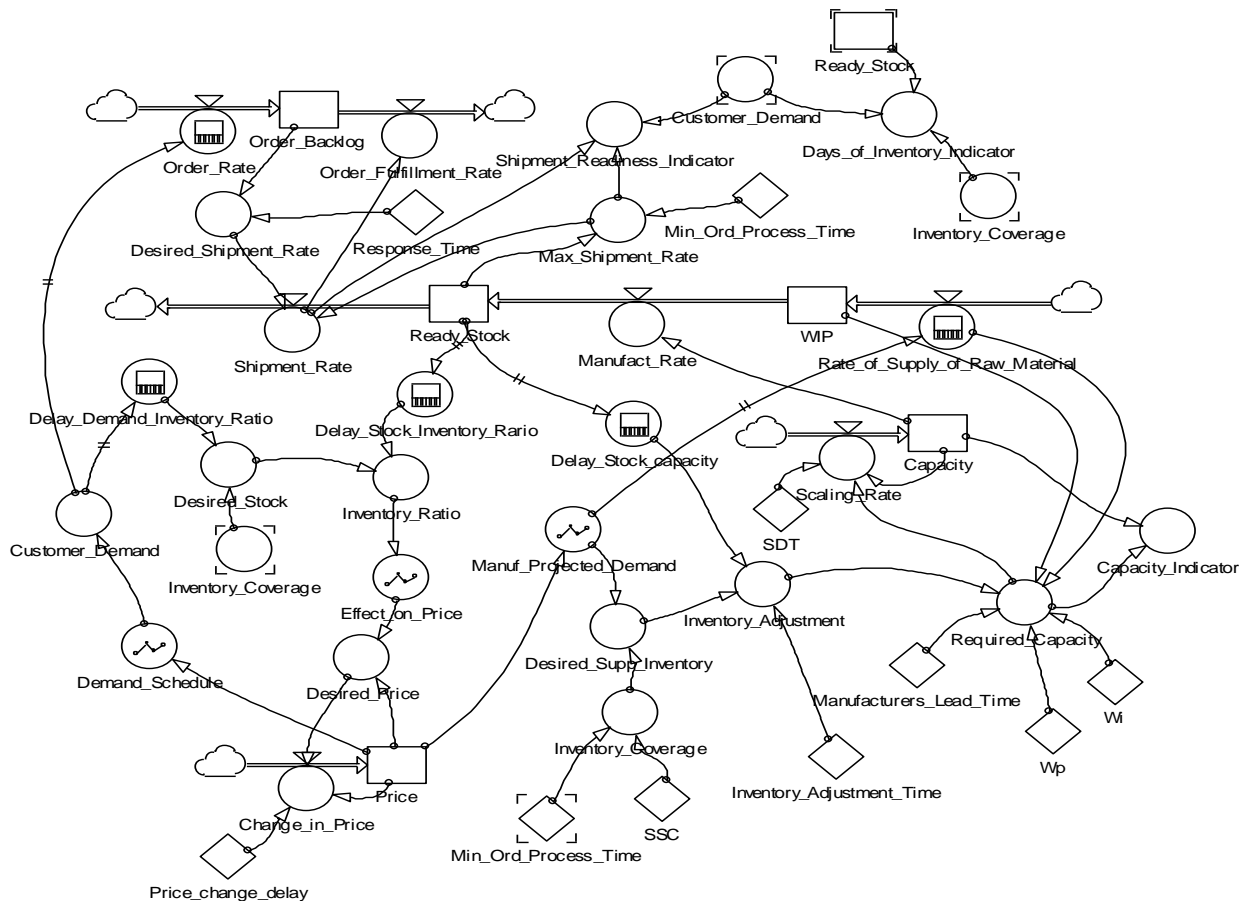 Ready_Stock
Customer_Demand
Order_Backlog
Order_Rate
Order_Fulfillment_Rate
Shipment_Readiness_Indicator
Days_of_Inventory_Indicator
Desired_Shipment_Rate
Response_Time
Min_Ord_Process_Time
Inventory_Coverage
Max_Shipment_Rate
Ready_Stock
Shipment_Rate
Manufact_Rate
WIP
Rate_of_Supply_of_Raw_Material
Delay_Demand_Inventory_Ratio
Delay_Stock_Inventory_Rario
Delay_Stock_capacity
Capacity
Desired_Stock
Inventory_Ratio
Scaling_Rate
Customer_Demand
SDT
Manuf_Projected_Demand
Capacity_Indicator
Inventory_Coverage
Effect_on_Price
Inventory_Adjustment
Required_Capacity
Demand_Schedule
Desired_Price
Desired_Supp_Inventory
Manufacturers_Lead_Time
Wi
Inventory_Coverage
Wp
Price
Inventory_Adjustment_Time
Change_in_Price
SSC
Min_Ord_Process_Time
Price_change_delay